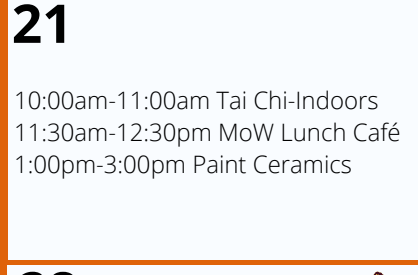 21
10:00am-11:00am Tai Chi-Indoors
11:30am-12:30pm MoW Lunch Café
1:00pm-3:00pm Paint Ceramics